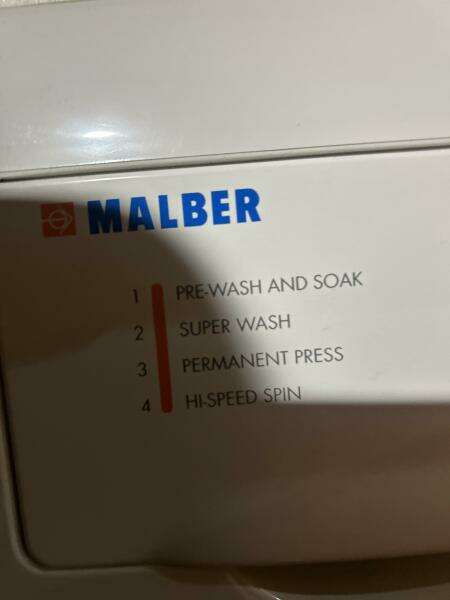 MALBER
1 PRE-WASH AND SOAK
2 SUPER WASH
3 PERMANENT PRESS
4 HI-SPEED SPIN